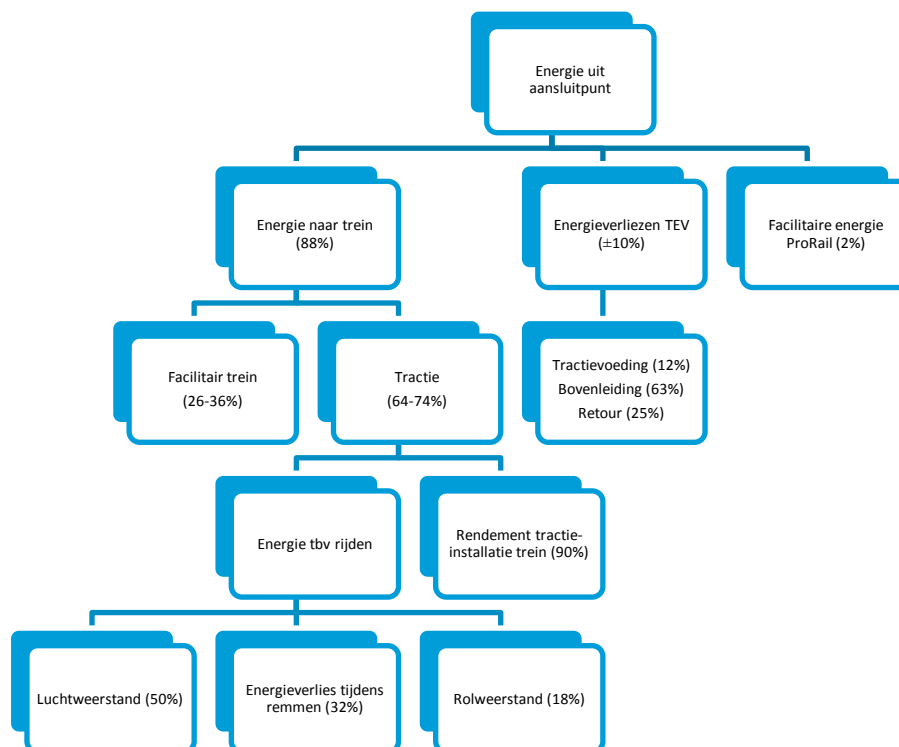 Energie uit
aansluitpunt
Energie naar trein
(88%)
Energieverliezen TEV
(±10%)
Facilitaire energie
ProRail (2%)
Facilitair trein
(26-36%)
Tractie
(64-74%)
Tractievoeding (12%)
Bovenleiding (63%)
Retour (25%)
Energie tbv rijden
Rendement tractie-
installatie trein (90%)
Luchtweerstand (50%)
Energieverlies tijdens
remmen (32%)
Rolweerstand (18%)